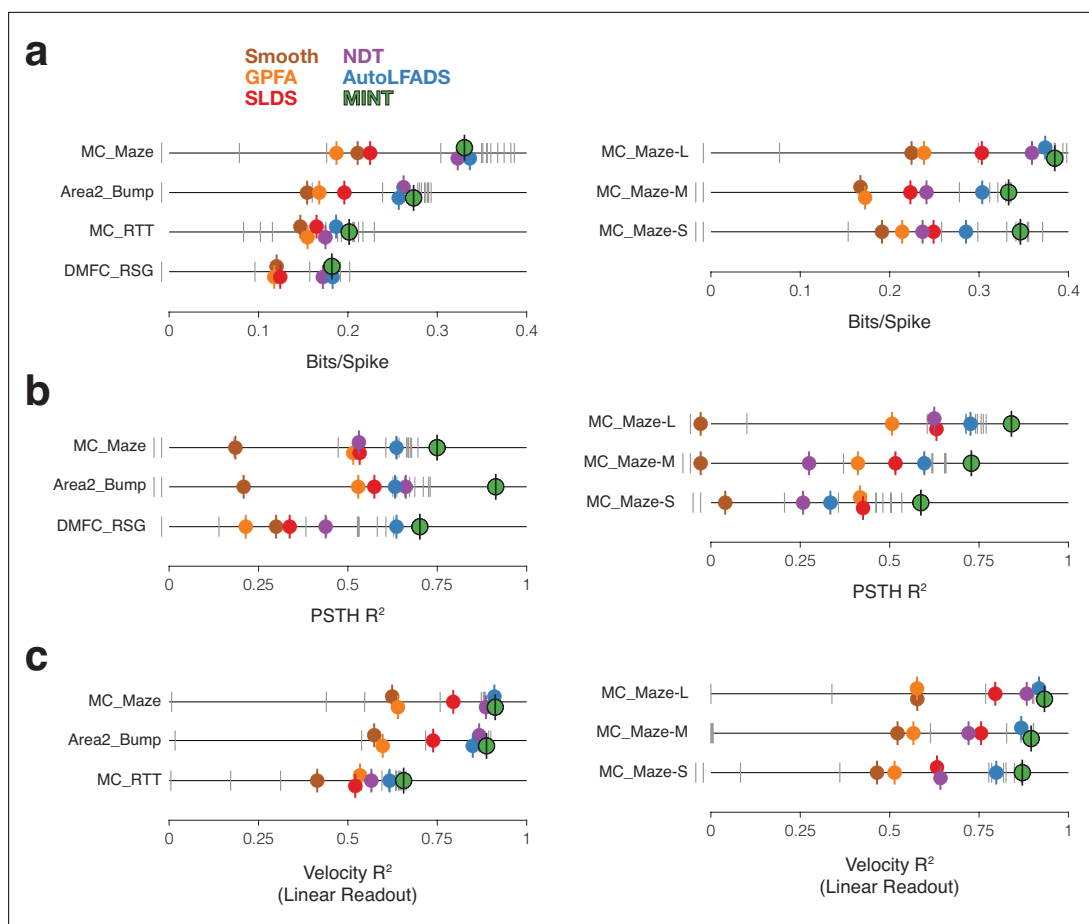 a
Smooth NDT
GPFA AutoLFADS
SLDS MINT
MC_Maze
Area2_Bump
MC_RTT
DMFC_RSG
0 0.1 0.2 0.3 0.4
Bits/Spike
MC_Maze-L
MC_Maze-M
MC_Maze-S
0 0.1 0.2 0.3 0.4
Bits/Spike
b
MC_Maze
Area2_Bump
DMFC_RSG
0 0.25 0.5 0.75 1
PSTH R²
MC_Maze-L
MC_Maze-M
MC_Maze-S
0 0.25 0.5 0.75 1
PSTH R²
c
MC_Maze
Area2_Bump
MC_RTT
0 0.25 0.5 0.75 1
Velocity R²
(Linear Readout)
MC_Maze-L
MC_Maze-M
MC_Maze-S
0 0.25 0.5 0.75 1
Velocity R²
(Linear Readout)